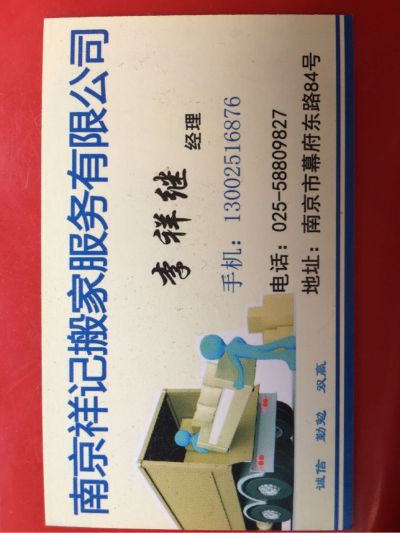 南京祥记搬家服务有限公司
李祥继
经理
手机：13002516876
电话：025-58809827
地址：南京市幕府东路84号
诚信 勤勉 双赢